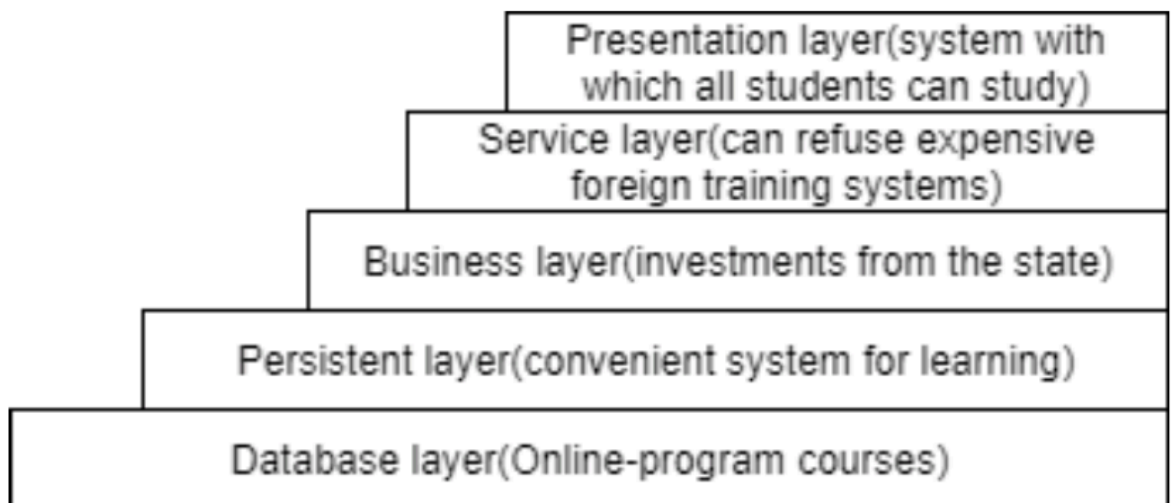 Presentation layer(system with
which all students can study)
Service layer(can refuse expensive
foreign training systems)
Business layer(investments from the state)
Persistent layer(convenient system for learning)
Database layer(Online-program courses)